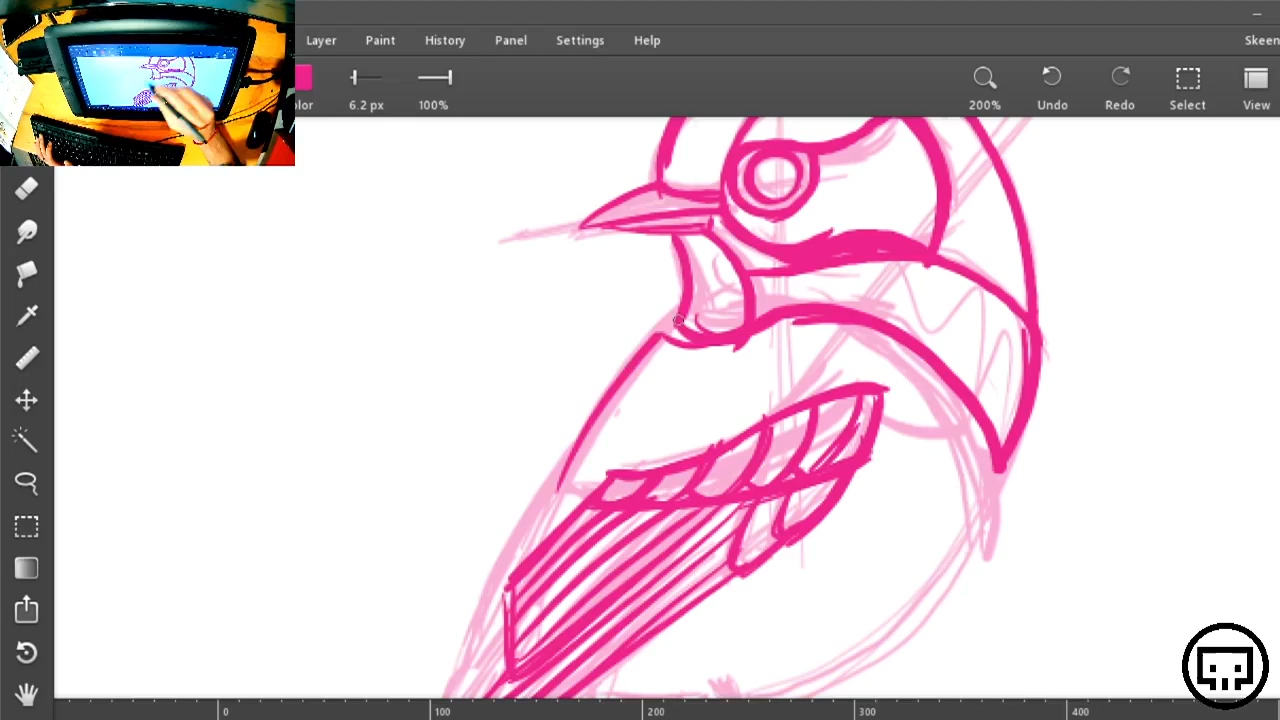 Layer Paint History Panel Settings Help Skeen
olor 6.2 px 100% 200% Undo Redo Select View
0 100 200 300 400